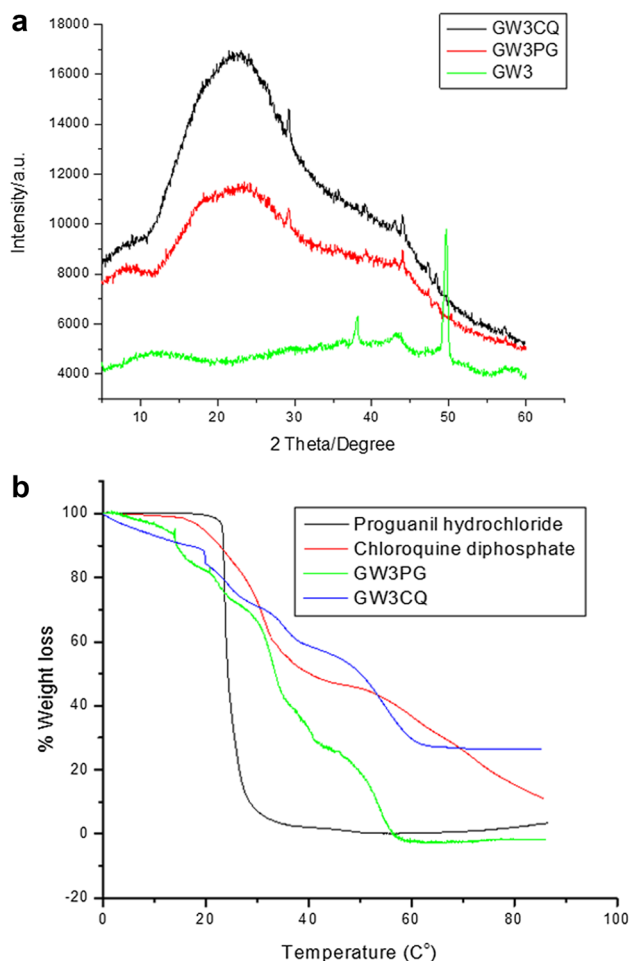 a
GW3CQ
GW3PG
GW3
18000
16000
14000
12000
10000
8000
6000
4000
Intensity/a.u.
10 20 30 40 50 60
2 Theta/Degree
b
Proguanil hydrochloride
Chloroquine diphosphate
GW3PG
GW3CQ
100
80
60
40
20
0
-20
% Weight loss
0 20 40 60 80 100
Temperature (C°)